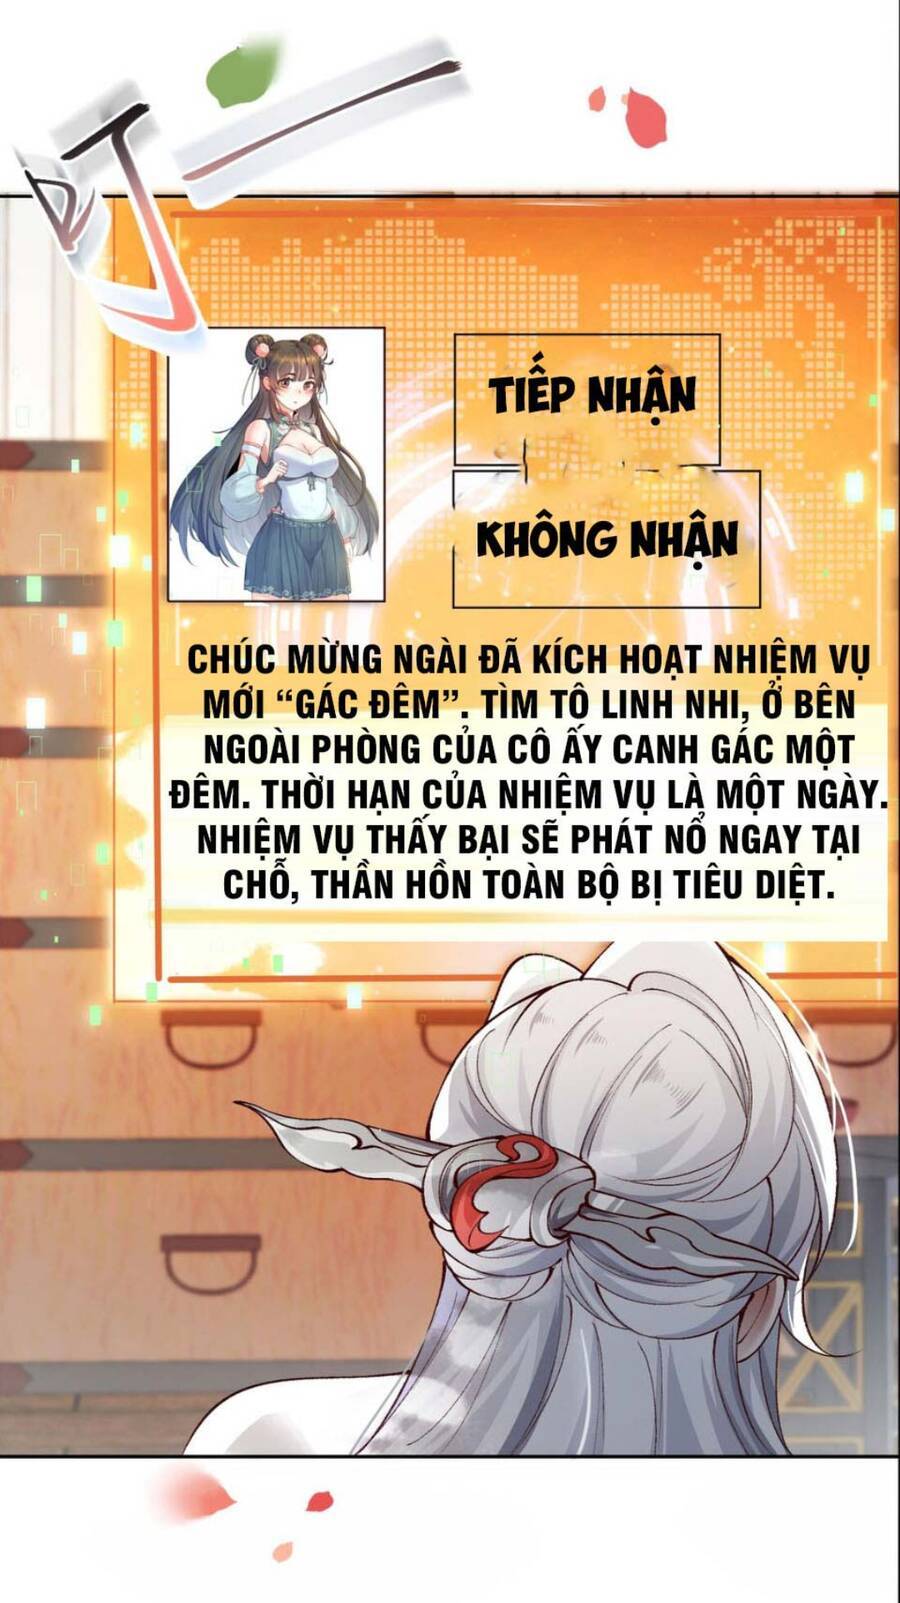 叮一
TIẾP NHẬN
KHÔNG NHẬN
CHÚC MỪNG NGÀI ĐÃ KÍCH HOẠT NHIỆM VỤ
MỚI “GÁC ĐÊM”. TÌM TÔ LINH NHI, Ở BÊN
NGOÀI PHÒNG CỦA CÔ ẤY CANH GÁC MỘT
ĐÊM. THỜI HẠN CỦA NHIỆM VỤ LÀ MỘT NGÀY.
NHIỆM VỤ THẤY BẠI SẼ PHÁT NỔ NGAY TẠI
CHỖ, THẦN HỒN TOÀN BỘ BỊ TIÊU DIỆT.